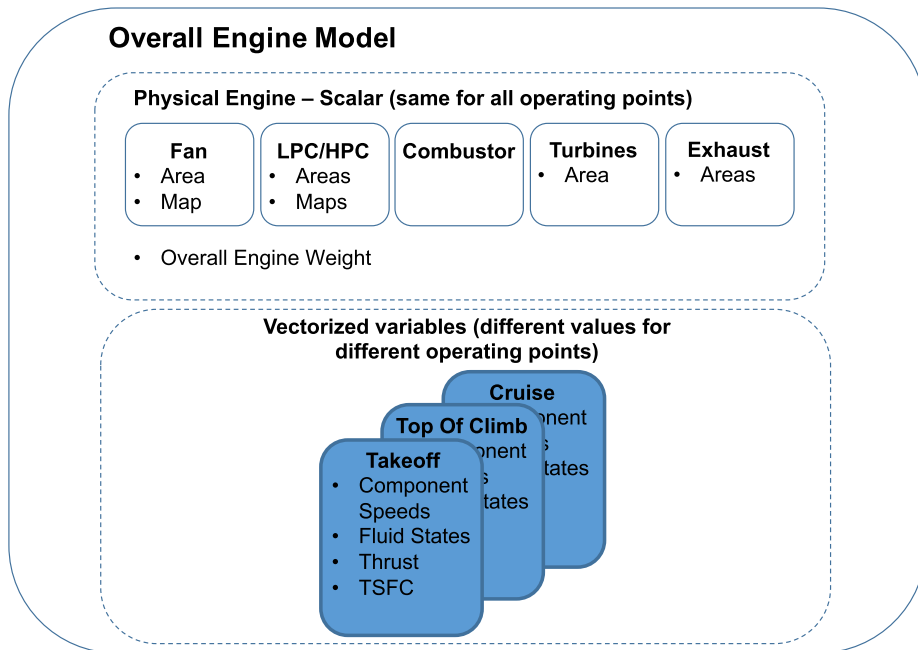 Overall Engine Model
Physical Engine – Scalar (same for all operating points)
Fan
• Area
• Map
LPC/HPC
• Areas
• Maps
Combustor
Turbines
• Area
Exhaust
• Areas
• Overall Engine Weight
Vectorized variables (different values for
different operating points)
Cruise
Top Of Climb
Takeoff
• Component
Speeds
• Fluid States
• Thrust
• TSFC